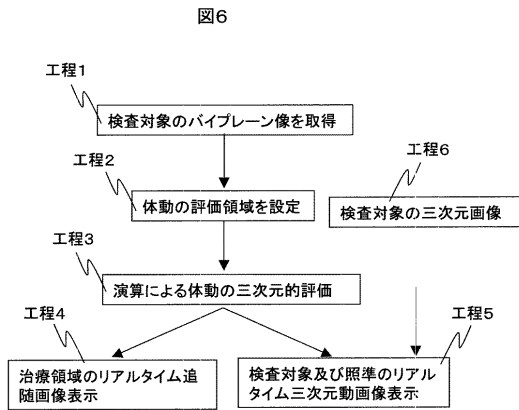 図6
工程1
検査対象のバイプレーン像を取得
工程2
体動の評価領域を設定
工程6
検査対象の三次元画像
工程3
演算による体動の三次元的評価
工程4
治療領域のリアルタイム追
随画像表示
工程5
検査対象及び照準のリアル
タイム三次元動画像表示